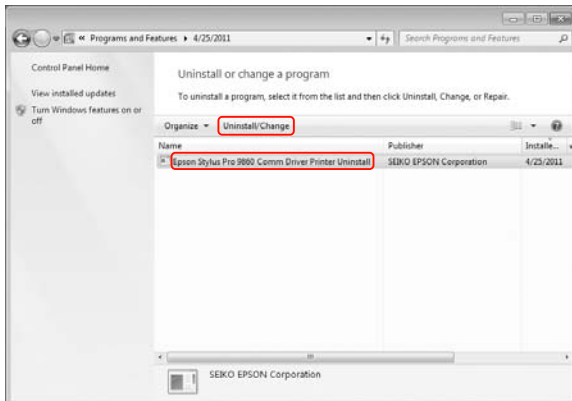 « Programs and Features ▸ 4/25/2011
Search Programs and Features
Control Panel Home
View installed updates
Turn Windows features on or
off
Uninstall or change a program
To uninstall a program, select it from the list and then click Uninstall, Change, or Repair.
Organize Uninstall/Change
Name Publisher Installe...
Epson Stylus Pro 9860 Comm Driver Printer Uninstall SEIKO EPSON Corporation 4/25/2011
SEIKO EPSON Corporation